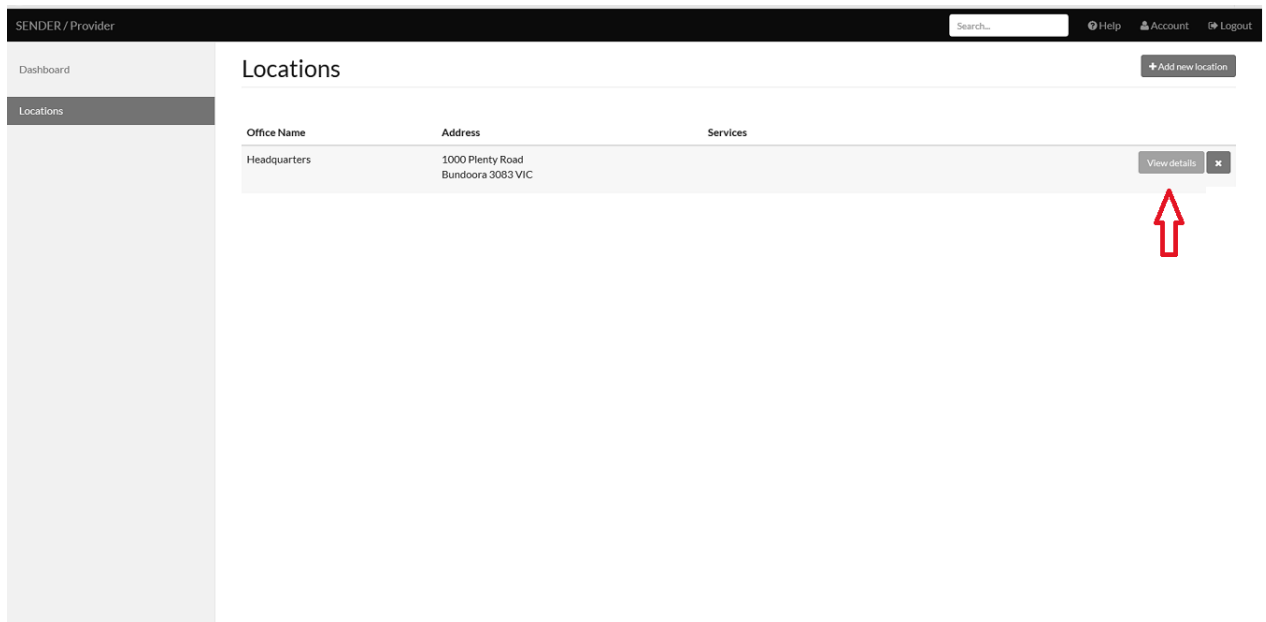 SENDER / Provider
Search...
Help
Account
Logout
Dashboard
Locations
Locations
Add new location
Office Name
Address
Services
Headquarters
1000 Plenty Road
Bundoora 3083 VIC
View details